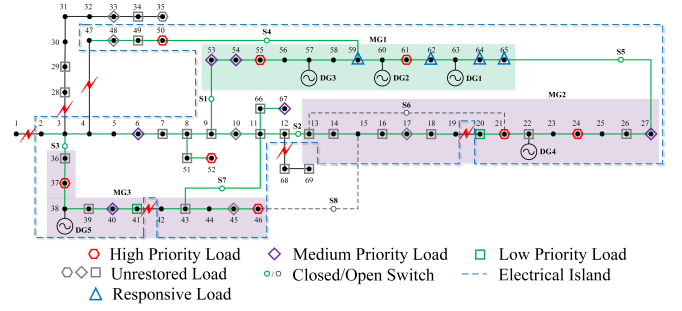 31 32 33 34 35
47 48 49 50 S4 MG1
53 54 55 56 57 58 59 60 61 62 63 64 65
30 S5
DG3 DG2 DG1
29
28 S1 66 67 S6 MG2
1 2 3 4 5 6 7 8 9 10 11 12 S2 13 14 15 16 17 18 19 20 21 22 23 24 25 26 27
S3
36 51 52 DG4
37 S7 68 69
MG3 S8
38 39 40 41 42 43 44 45 46
DG5
High Priority Load Medium Priority Load Low Priority Load
Unrestored Load Closed/Open Switch Electrical Island
Responsive Load